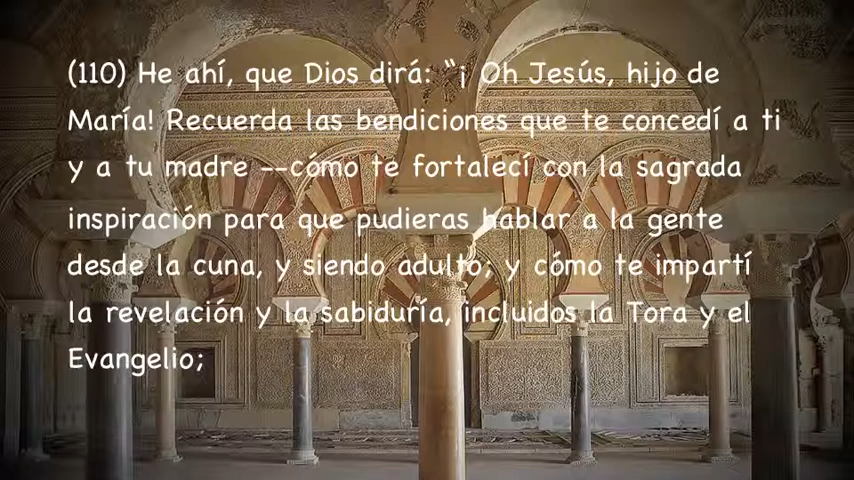 (110) He ahí, que Dios dirá: “¡ Oh Jesús, hijo de
María! Recuerda las bendiciones que te concedí a ti
y a tu madre --cómo te fortalecí con la sagrada
inspiración para que pudieras hablar a la gente
desde la cuna, y siendo adulto; y cómo te impartí
la revelación y la sabiduría, incluidos la Tora y el
Evangelio;